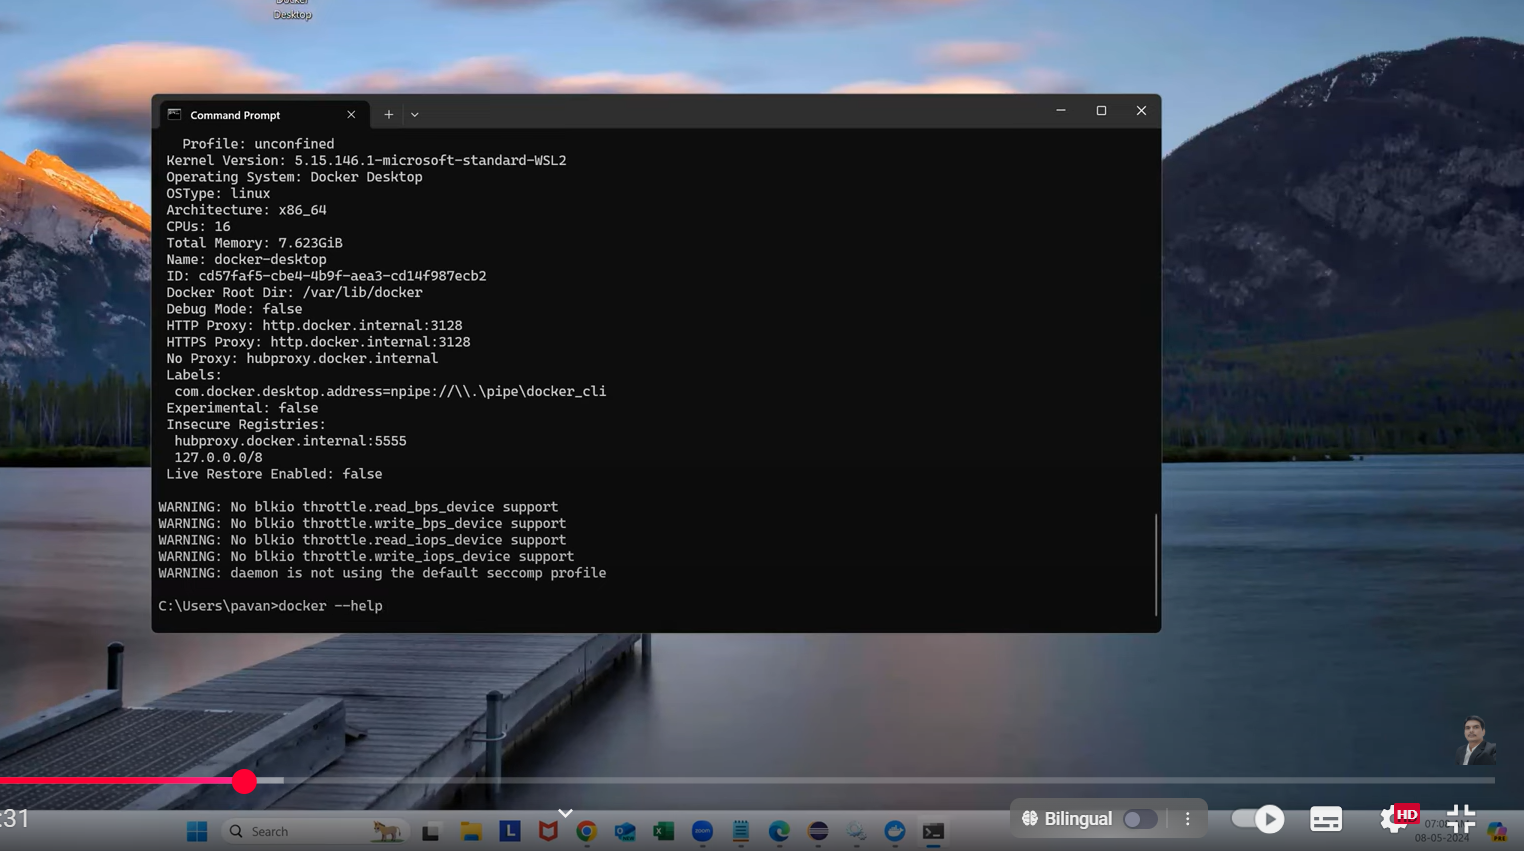 Docker
Desktop
Command Prompt
Profile: unconfined
Kernel Version: 5.15.146.1-microsoft-standard-WSL2
Operating System: Docker Desktop
OSType: linux
Architecture: x86_64
CPUs: 16
Total Memory: 7.623GiB
Name: docker-desktop
ID: cd57faf5-cbe4-4b9f-aea3-cd14f987ecb2
Docker Root Dir: /var/lib/docker
Debug Mode: false
HTTP Proxy: http.docker.internal:3128
HTTPS Proxy: http.docker.internal:3128
No Proxy: hubproxy.docker.internal
Labels:
com.docker.desktop.address=npipe://\\.\pipe\docker_cli
Experimental: false
Insecure Registries:
hubproxy.docker.internal:5555
127.0.0.0/8
Live Restore Enabled: false
WARNING: No blkio throttle.read_bps_device support
WARNING: No blkio throttle.write_bps_device support
WARNING: No blkio throttle.read_iops_device support
WARNING: No blkio throttle.write_iops_device support
WARNING: daemon is not using the default seccomp profile
C:\Users\pavan>docker --help
:31
Search
L
zoom
Bilingual
HD
08-05-2024